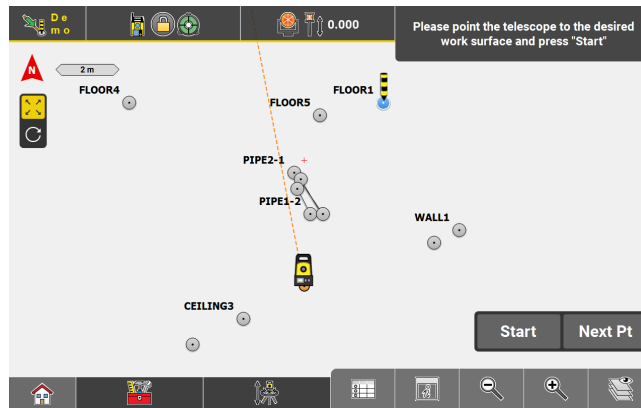 De
mo
0.000
Please point the telescope to the desired
work surface and press "Start"
N
2 m
FLOOR4
FLOOR5
FLOOR1
PIPE2-1
PIPE1-2
WALL1
CEILING3
Start
Next Pt